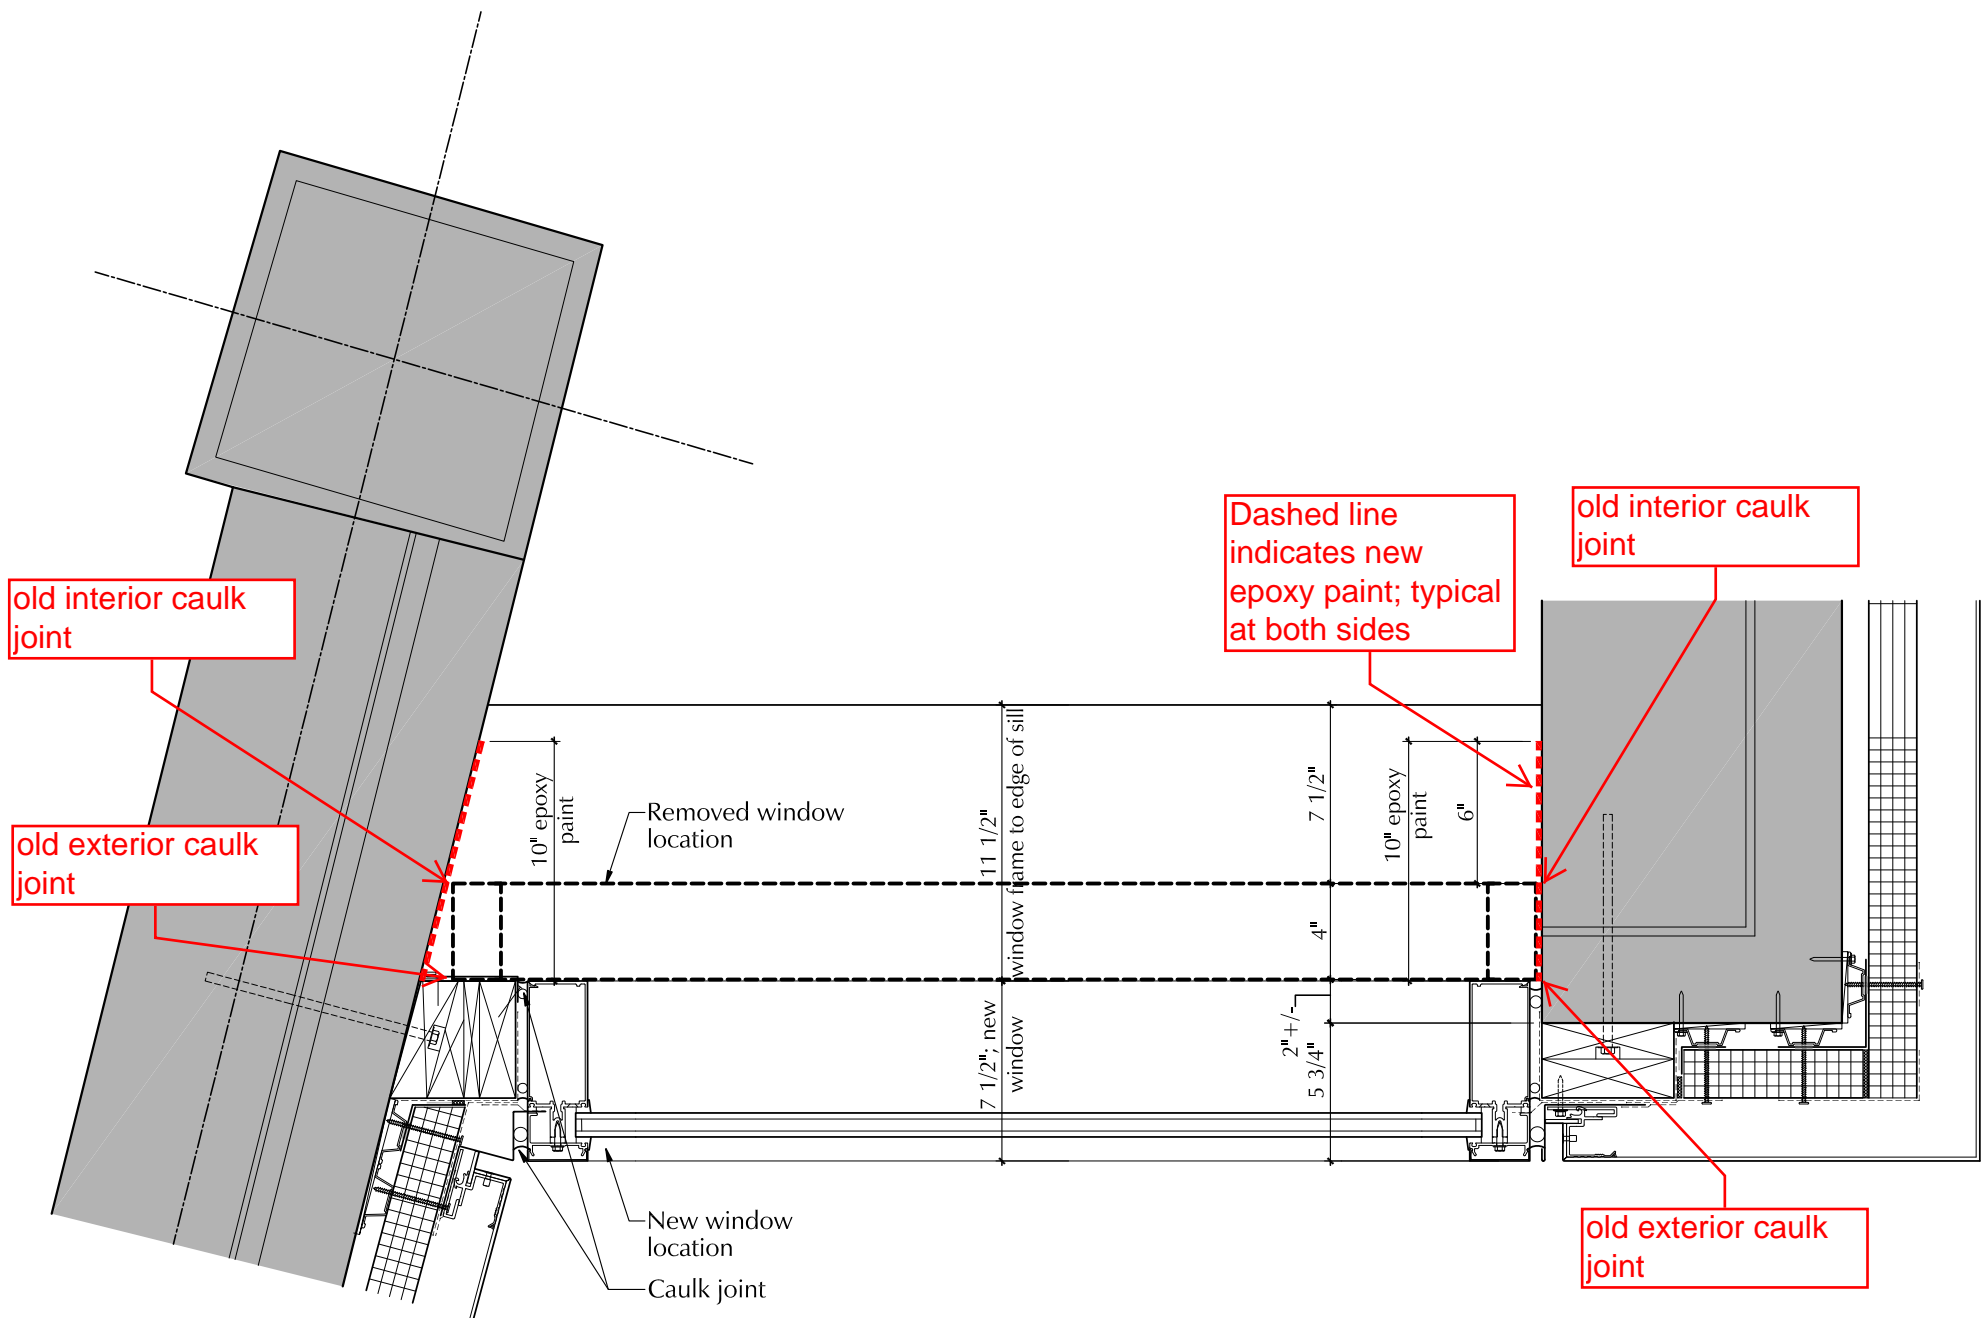 Dashed line
indicates new
epoxy paint; typical
at both sides
old interior caulk
joint
old interior caulk
joint
old exterior caulk
joint
10" epoxy
paint
Removed window
location
11 1/2"
window frame to edge of sill
7 1/2"
10" epoxy
paint
6"
4"
7 1/2"; new
window
2"+/-
5 3/4"
New window
location
Caulk joint
old exterior caulk
joint